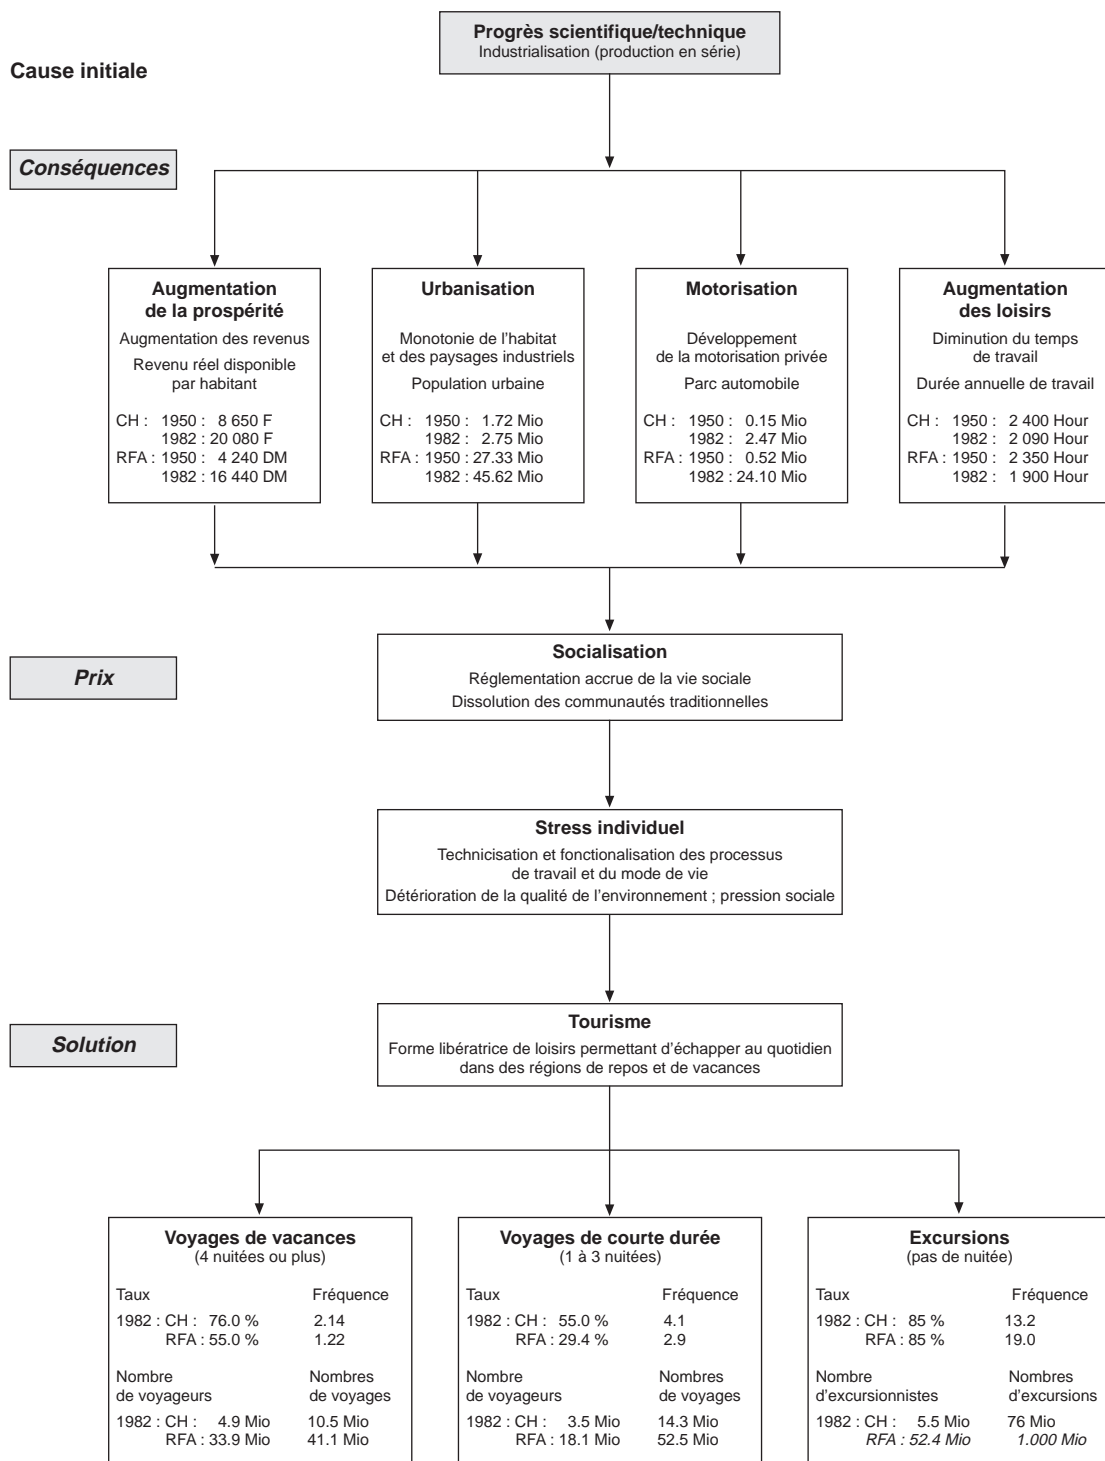 Progrès scientifique/technique
Industrialisation (production en série)
Cause initiale
Conséquences
Augmentation
de la prospérité
Augmentation des revenus
Revenu réel disponible
par habitant
CH : 1950 : 8 650 F
1982 : 20 080 F
RFA : 1950 : 4 240 DM
1982 : 16 440 DM
Urbanisation
Monotonie de l'habitat
et des paysages industriels
Population urbaine
CH : 1950 : 1.72 Mio
1982 : 2.75 Mio
RFA : 1950 : 27.33 Mio
1982 : 45.62 Mio
Motorisation
Développement
de la motorisation privée
Parc automobile
CH : 1950 : 0.15 Mio
1982 : 2.47 Mio
RFA : 1950 : 0.52 Mio
1982 : 24.10 Mio
Augmentation
des loisirs
Diminution du temps
de travail
Durée annuelle de travail
CH : 1950 : 2 400 Hour
1982 : 2 090 Hour
RFA : 1950 : 2 350 Hour
1982 : 1 900 Hour
Prix
Socialisation
Réglementation accrue de la vie sociale
Dissolution des communautés traditionnelles
Stress individuel
Technicisation et fonctionalisation des processus
de travail et du mode de vie
Détérioration de la qualité de l'environnement ; pression sociale
Solution
Tourisme
Forme libératrice de loisirs permettant d'échapper au quotidien
dans des régions de repos et de vacances
Voyages de vacances
(4 nuitées ou plus)
Taux Fréquence
1982 : CH : 76.0 % 2.14
RFA : 55.0 % 1.22
Nombre Nombres
de voyageurs de voyages
1982 : CH : 4.9 Mio 10.5 Mio
RFA : 33.9 Mio 41.1 Mio
Voyages de courte durée
(1 à 3 nuitées)
Taux Fréquence
1982 : CH : 55.0 % 4.1
RFA : 29.4 % 2.9
Nombre Nombres
de voyageurs de voyages
1982 : CH : 3.5 Mio 14.3 Mio
RFA : 18.1 Mio 52.5 Mio
Excursions
(pas de nuitée)
Taux Fréquence
1982 : CH : 85 % 13.2
RFA : 85 % 19.0
Nombre Nombres
d'excursionnistes d'excursions
1982 : CH : 5.5 Mio 76 Mio
RFA : 52.4 Mio 1.000 Mio